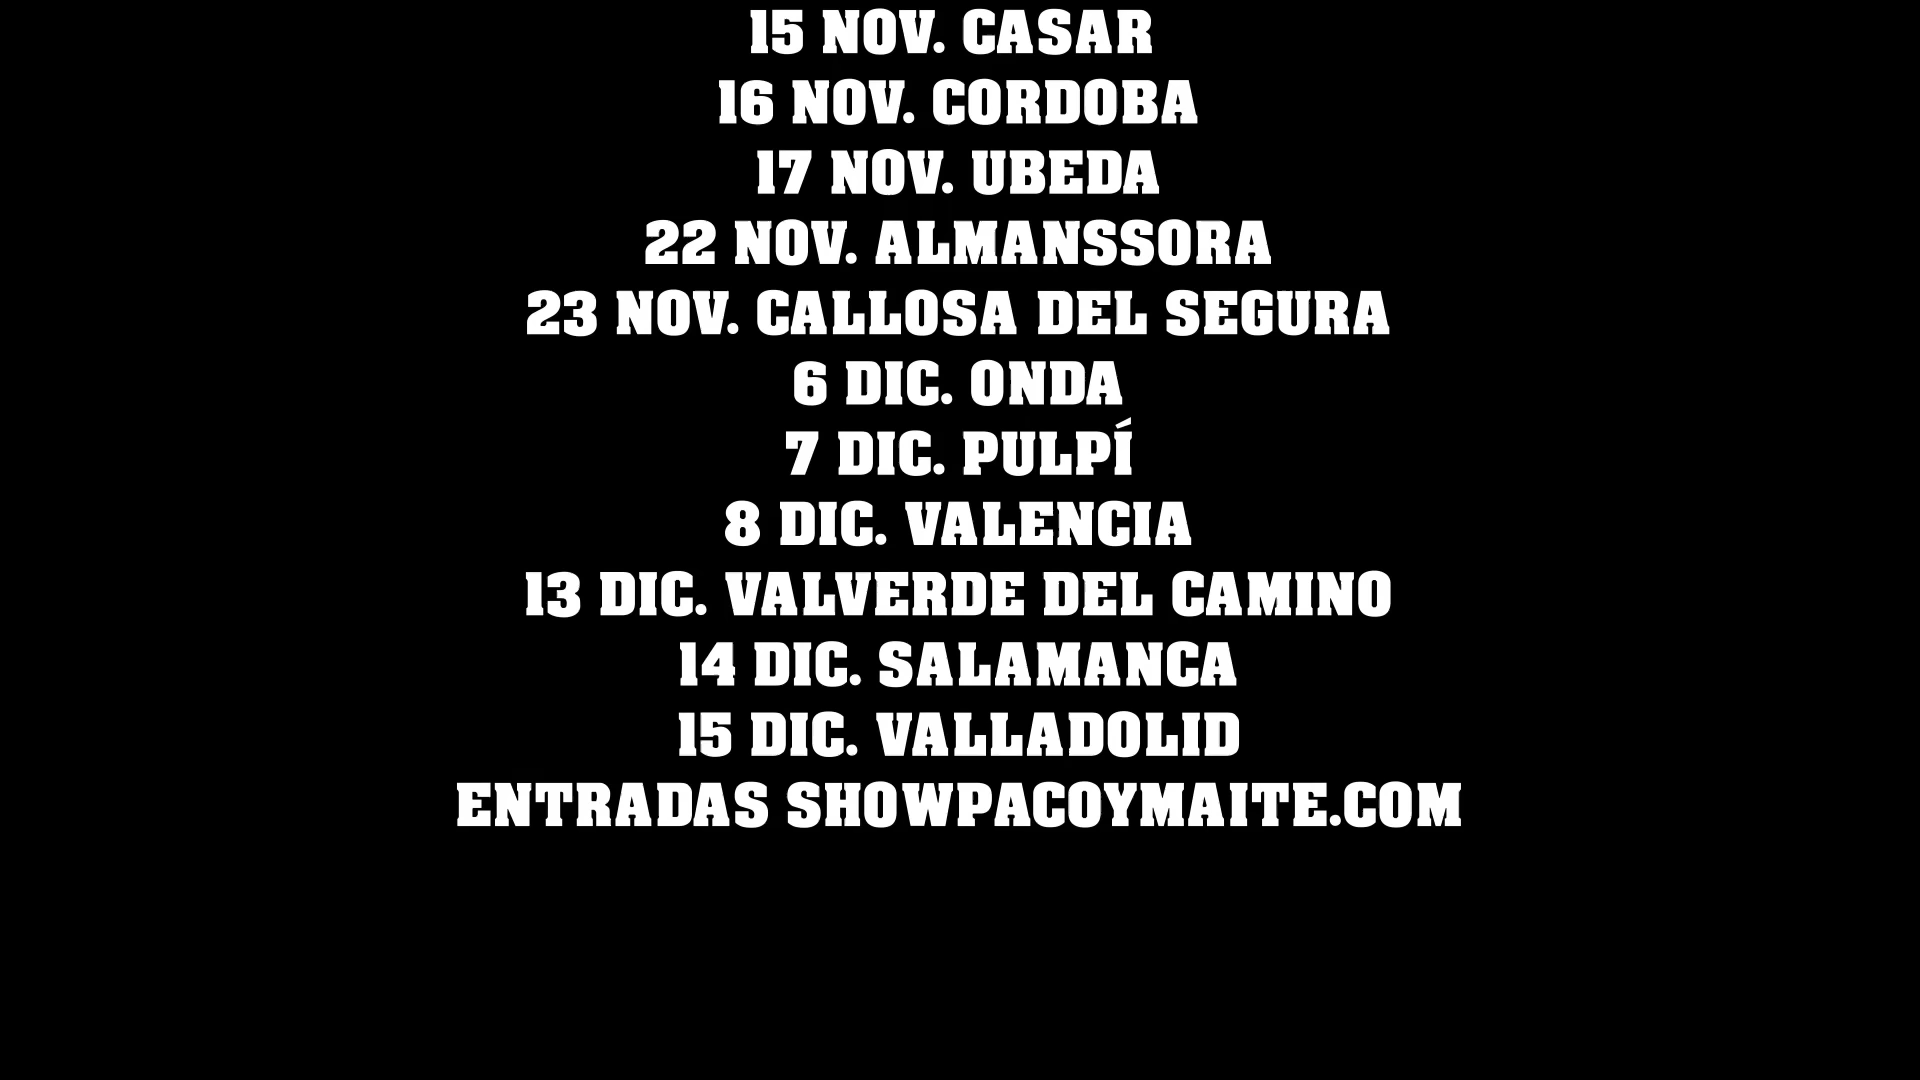 15 NOV. CASAR
16 NOV. CORDOBA
17 NOV. UBEDA
22 NOV. ALMANSSORA
23 NOV. CALLOSA DEL SEGURA
6 DIC. ONDA
7 DIC. PULPÍ
8 DIC. VALENCIA
13 DIC. VALVERDE DEL CAMINO
14 DIC. SALAMANCA
15 DIC. VALLADOLID
ENTRADAS SHOWPACOYMAITE.COM